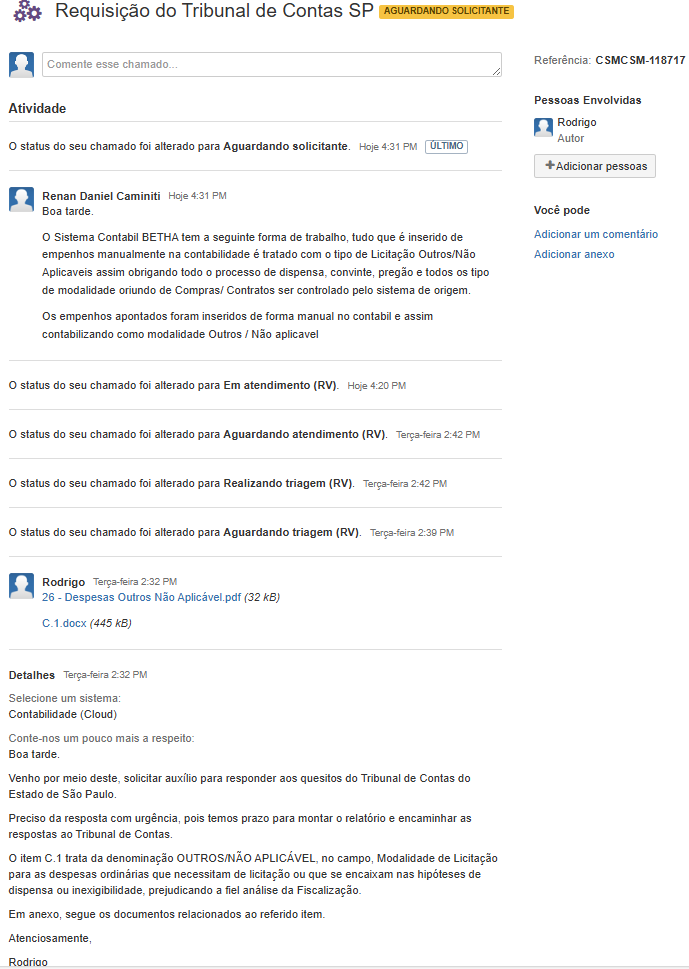 Requisição do Tribunal de Contas SP AGUARDANDO SOLICITANTE
Comente esse chamado...
Atividade
O status do seu chamado foi alterado para Aguardando solicitante. Hoje 4:31 PM ÚLTIMO
Renan Daniel Caminiti Hoje 4:31 PM
Boa tarde.
O Sistema Contabil BETHA tem a seguinte forma de trabalho, tudo que é inserido de
empenhos manualmente na contabilidade é tratado com o tipo de Licitação Outros/Não
Aplicaveis assim obrigando todo o processo de dispensa, convinte, pregão e todos os tipo
de modalidade oriundo de Compras/ Contratos ser controlado pelo sistema de origem.
Os empenhos apontados foram inseridos de forma manual no contabil e assim
contabilizando como modalidade Outros / Não aplicavel
O status do seu chamado foi alterado para Em atendimento (RV). Hoje 4:20 PM
O status do seu chamado foi alterado para Aguardando atendimento (RV). Terça-feira 2:42 PM
O status do seu chamado foi alterado para Realizando triagem (RV). Terça-feira 2:42 PM
O status do seu chamado foi alterado para Aguardando triagem (RV). Terça-feira 2:39 PM
Rodrigo Terça-feira 2:32 PM
26 - Despesas Outros Não Aplicável.pdf (32 kB)
C.1.docx (445 kB)
Detalhes Terça-feira 2:32 PM
Selecione um sistema:
Contabilidade (Cloud)
Conte-nos um pouco mais a respeito:
Boa tarde.
Venho por meio deste, solicitar auxílio para responder aos quesitos do Tribunal de Contas do
Estado de São Paulo.
Preciso da resposta com urgência, pois temos prazo para montar o relatório e encaminhar as
respostas ao Tribunal de Contas.
O item C.1 trata da denominação OUTROS/NÃO APLICÁVEL, no campo, Modalidade de Licitação
para as despesas ordinárias que necessitam de licitação ou que se encaixam nas hipóteses de
dispensa ou inexigibilidade, prejudicando a fiel análise da Fiscalização.
Em anexo, segue os documentos relacionados ao referido item.
Atenciosamente,
Rodrigo
Referência: CSMCSM-118717
Pessoas Envolvidas
Rodrigo
Autor
+Adicionar pessoas
Você pode
Adicionar um comentário
Adicionar anexo